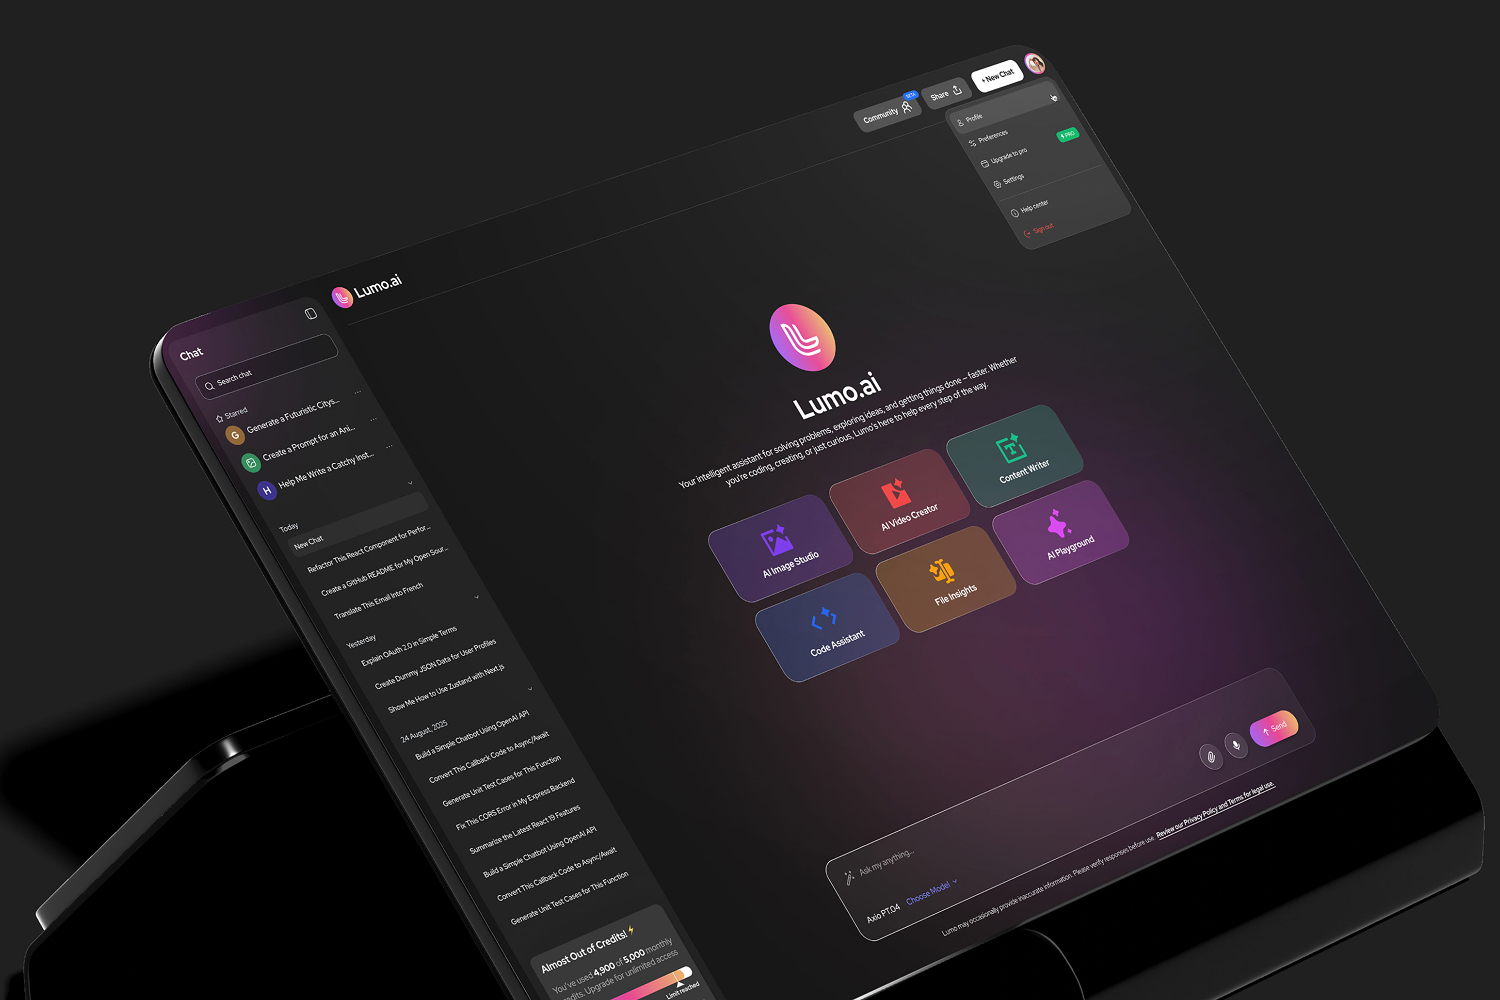 Community
BETA
Share
+ New Chat
Profile
Preferences
Upgrade to pro
PRO
Settings
Help center
Sign out
Lumo.ai
Chat
Search chat
Starred
G
Generate a Futuristic Citys...
Create a Prompt for an Ani...
H
Help Me Write a Catchy Inst...
Today
New Chat
Refactor This React Component for Perfor...
Create a GitHub README for My Open Sour...
Translate This Email Into French
Yesterday
Explain OAuth 2.0 in Simple Terms
Create Dummy JSON Data for User Profiles
Show Me How to Use Zustand with Next.js
24 August, 2025
Build a Simple Chatbot Using OpenAI API
Convert This Callback Code to Async/Await
Generate Unit Test Cases for This Function
Fix This CORS Error in My Express Backend
Summarize the Latest React 19 Features
Build a Simple Chatbot Using OpenAI API
Convert This Callback Code to Async/Await
Generate Unit Test Cases for This Function
Almost Out of Credits!
You've used 4,900 of 5,000 monthly
credits. Upgrade for unlimited access
Limit reached
Lumo.ai
Your intelligent assistant for solving problems, exploring ideas, and getting things done – faster. Whether
you're coding, creating, or just curious, Lumo's here to help every step of the way.
AI Image Studio
AI Video Creator
Content Writer
Code Assistant
File Insights
AI Playground
Ask my anything...
Axio PT.04
Choose Model
Send
Lumo may occasionally provide inaccurate information. Please verify responses before use. Review our Privacy Policy and Terms for legal use.